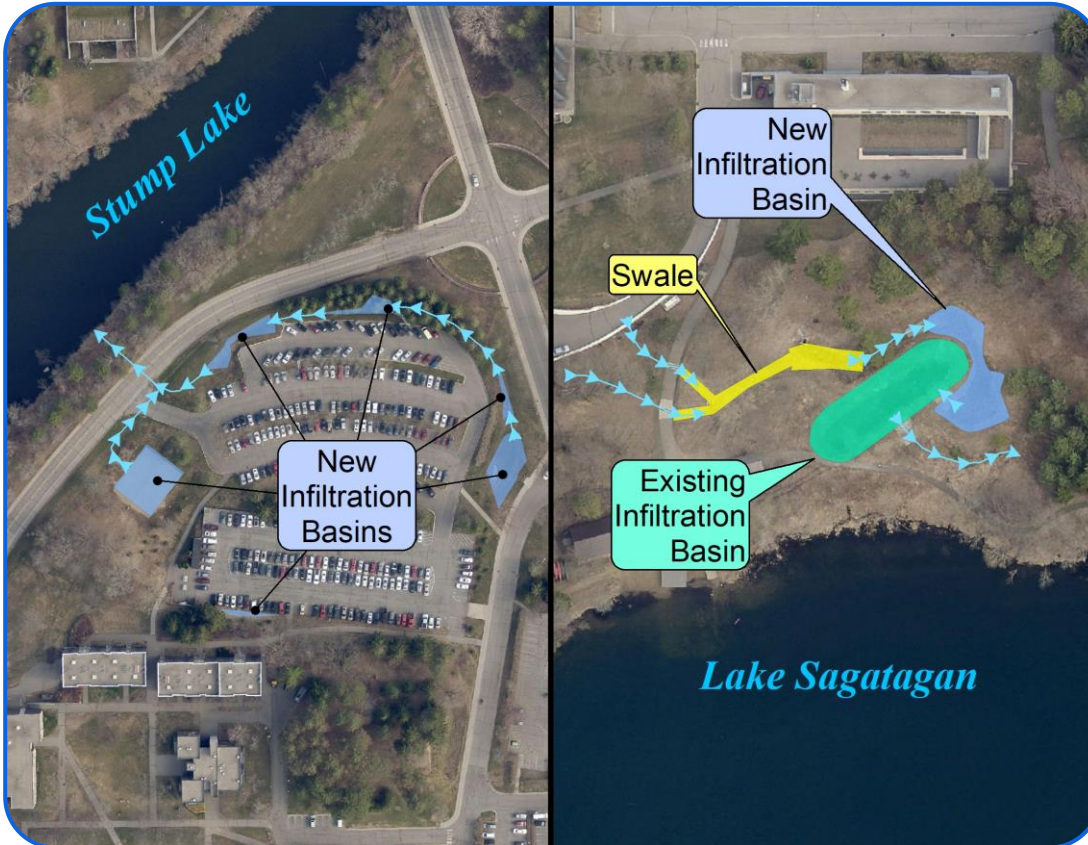 Stump Lake
New
Infiltration
Basins
New
Infiltration
Basin
Swale
Existing
Infiltration
Basin
Lake Sagatagan